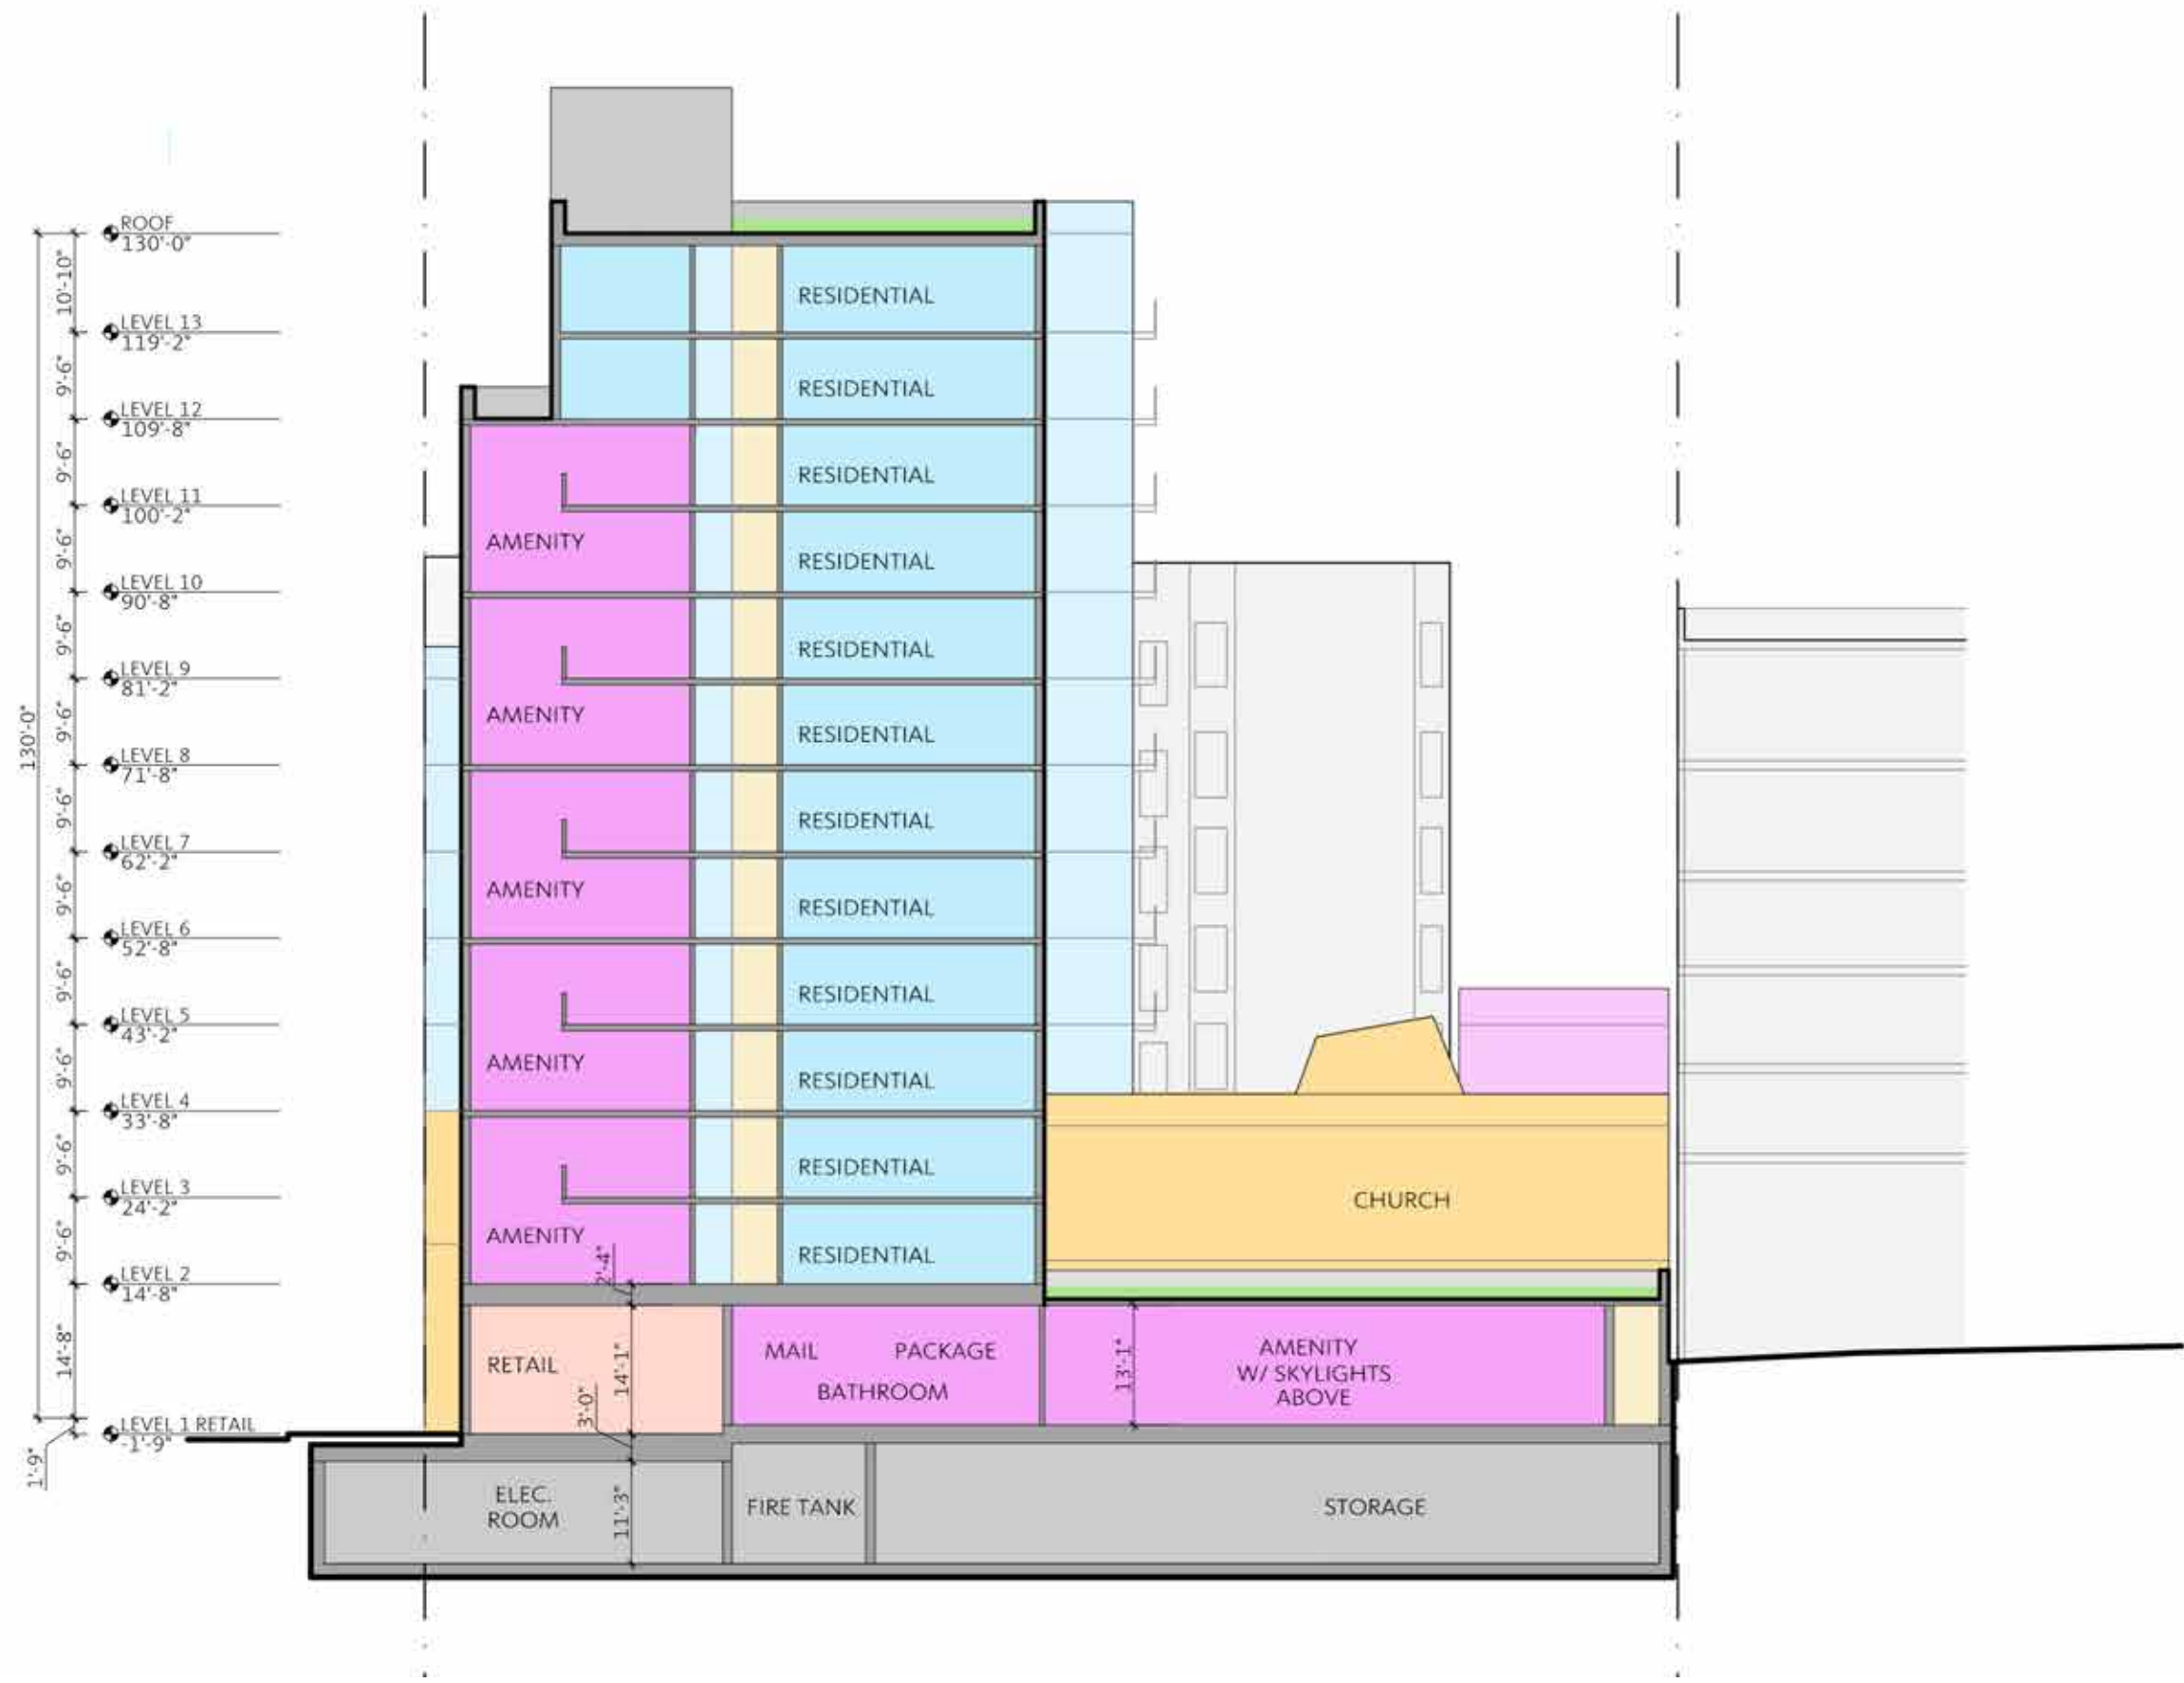 ROOF
130'-0"
LEVEL 13
119'-2"
LEVEL 12
109'-8"
LEVEL 11
100'-2"
LEVEL 10
90'-8"
LEVEL 9
81'-2"
LEVEL 8
71'-8"
LEVEL 7
62'-2"
LEVEL 6
52'-8"
LEVEL 5
43'-2"
LEVEL 4
33'-8"
LEVEL 3
24'-2"
LEVEL 2
14'-8"
LEVEL 1 RETAIL
-1'-9"
130'-0"
10'-10"
9'-6"
9'-6"
9'-6"
9'-6"
9'-6"
9'-6"
9'-6"
9'-6"
9'-6"
9'-6"
9'-6"
14'-8"
1'-9"
RESIDENTIAL
RESIDENTIAL
RESIDENTIAL
RESIDENTIAL
RESIDENTIAL
RESIDENTIAL
RESIDENTIAL
RESIDENTIAL
RESIDENTIAL
RESIDENTIAL
RESIDENTIAL
RESIDENTIAL
AMENITY
AMENITY
AMENITY
AMENITY
AMENITY
CHURCH
2'-4"
RETAIL
14'-1"
3'-0"
MAIL PACKAGE
BATHROOM
13'-1"
AMENITY
W/ SKYLIGHTS
ABOVE
ELEC.
ROOM
11'-3"
FIRE TANK
STORAGE